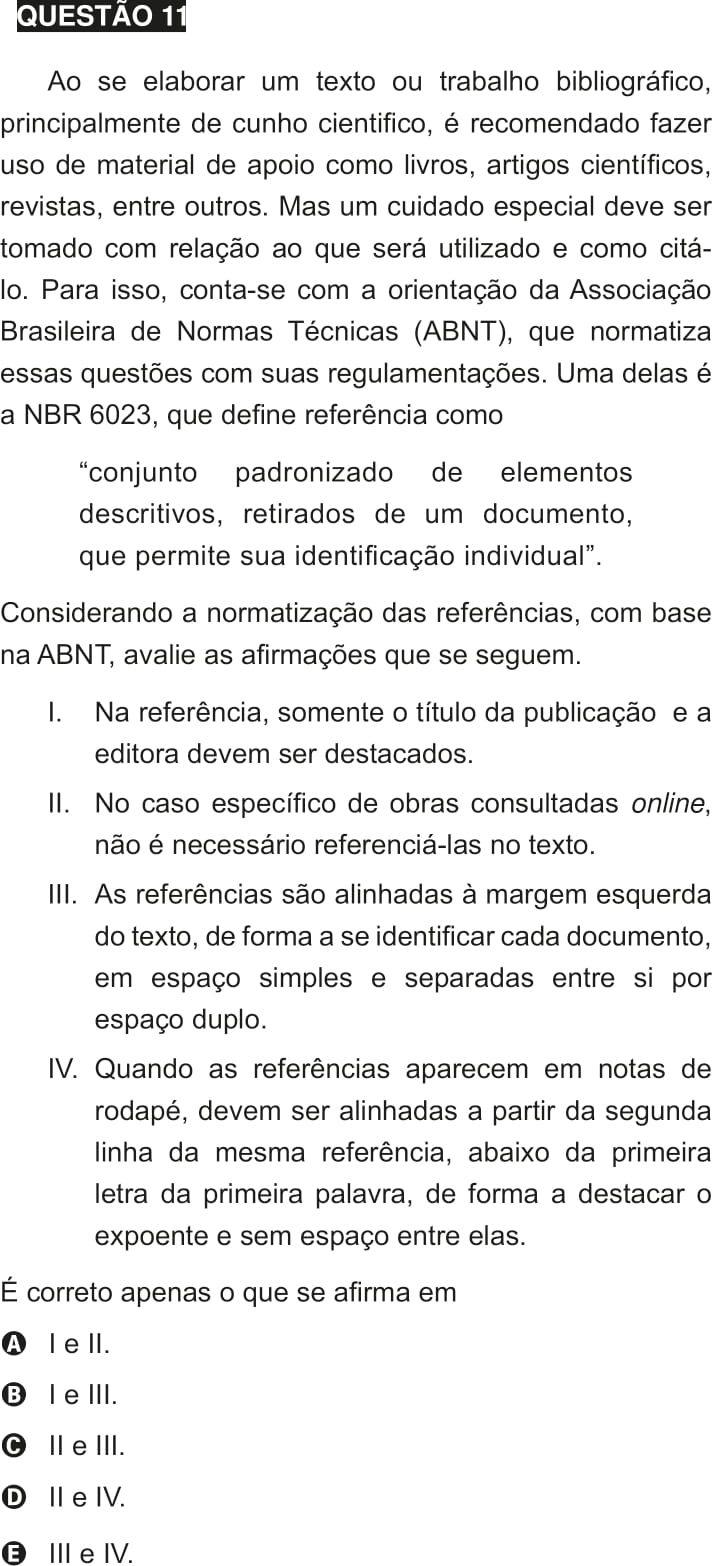 QUESTÃO 11
Ao se elaborar um texto ou trabalho bibliográfico,
principalmente de cunho cientifico, é recomendado fazer
uso de material de apoio como livros, artigos científicos,
revistas, entre outros. Mas um cuidado especial deve ser
tomado com relação ao que será utilizado e como citá-
lo. Para isso, conta-se com a orientação da Associação
Brasileira de Normas Técnicas (ABNT), que normatiza
essas questões com suas regulamentações. Uma delas é
a NBR 6023, que define referência como
“conjunto padronizado de elementos
descritivos, retirados de um documento,
que permite sua identificação individual”.
Considerando a normatização das referências, com base
na ABNT, avalie as afirmações que se seguem.
I. Na referência, somente o título da publicação e a
editora devem ser destacados.
II. No caso específico de obras consultadas online,
não é necessário referenciá-las no texto.
III. As referências são alinhadas à margem esquerda
do texto, de forma a se identificar cada documento,
em espaço simples e separadas entre si por
espaço duplo.
IV. Quando as referências aparecem em notas de
rodapé, devem ser alinhadas a partir da segunda
linha da mesma referência, abaixo da primeira
letra da primeira palavra, de forma a destacar o
expoente e sem espaço entre elas.
É correto apenas o que se afirma em
A I e II.
B I e III.
C II e III.
D II e IV.
E III e IV.